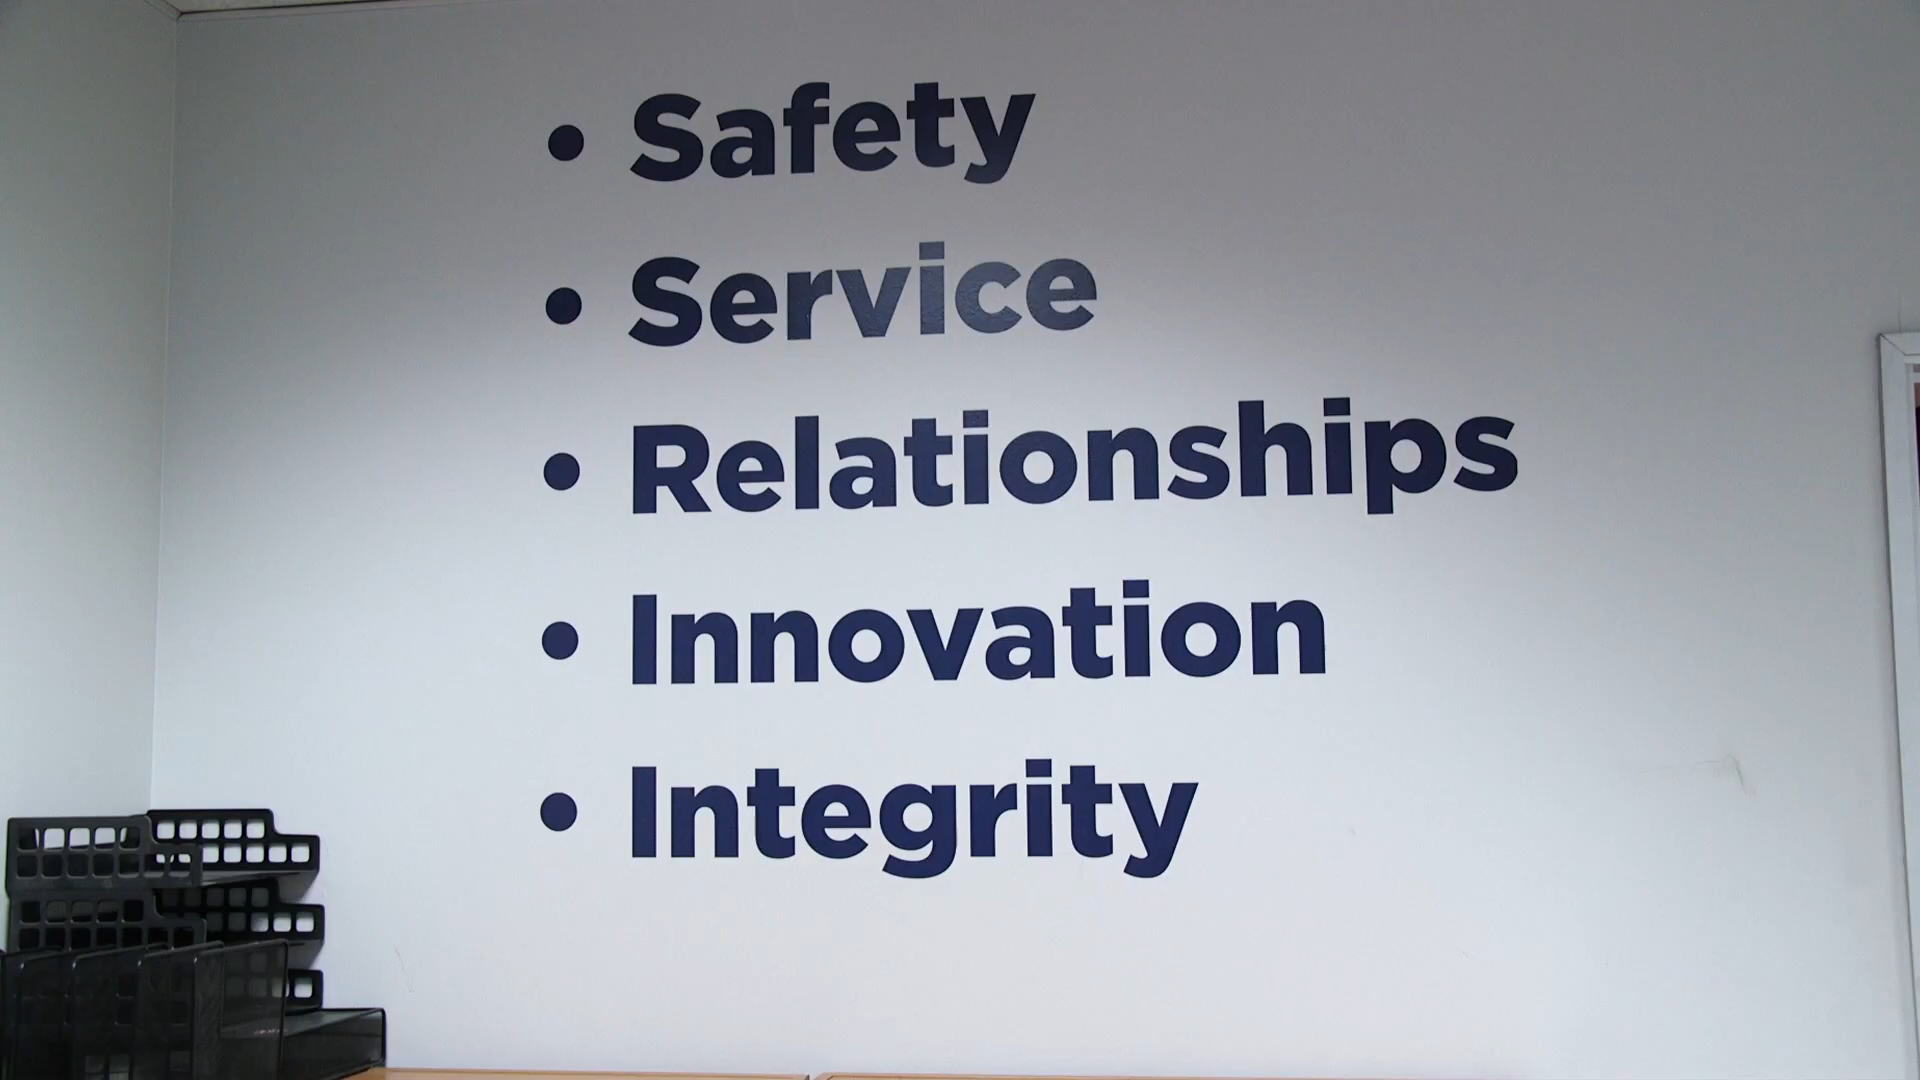 • Safety
• Service
• Relationships
• Innovation
• Integrity